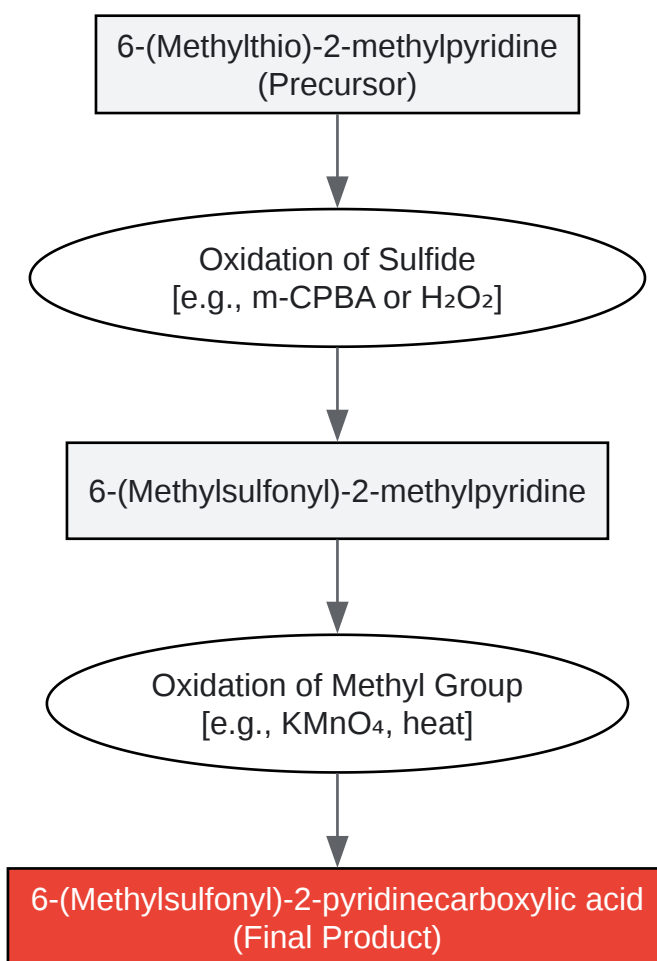 6-(Methylthio)-2-methylpyridine
(Precursor)
Oxidation of Sulfide
[e.g., m-CPBA or H₂O₂]
6-(Methylsulfonyl)-2-methylpyridine
Oxidation of Methyl Group
[e.g., KMnO₄, heat]
6-(Methylsulfonyl)-2-pyridinecarboxylic acid
(Final Product)